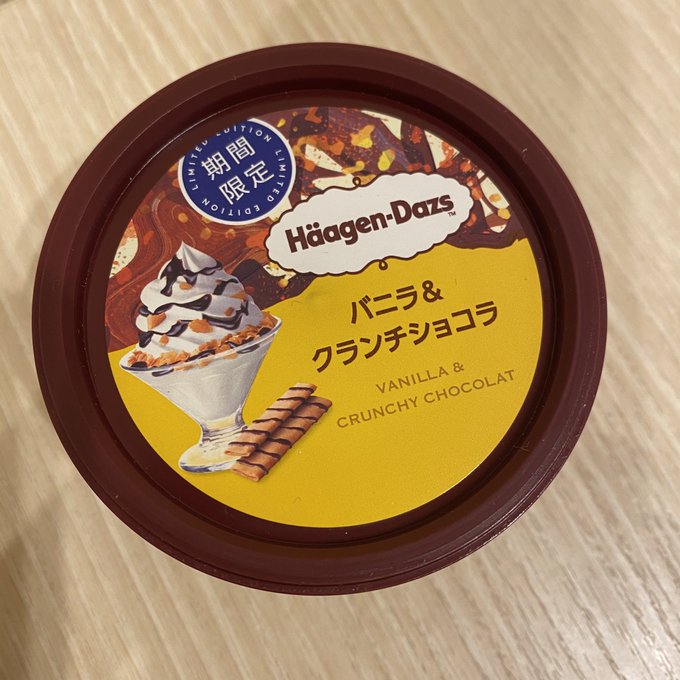 LIMITED EDITION
期間
限定
LIMITED EDITION
Häagen-Dazs™
バニラ&
クランチショコラ
VANILLA &
CRUNCHY CHOCOLAT